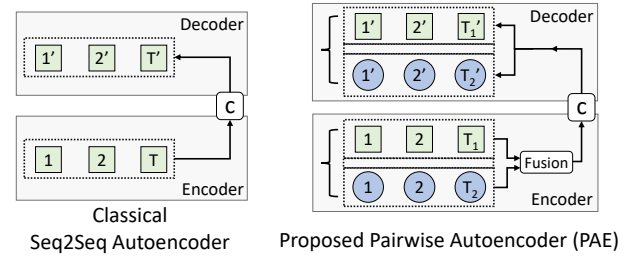 Decoder
1’ 2’ T’
C
1 2 T
Encoder
Classical
Seq2Seq Autoencoder
Decoder
1’ 2’ T₁’
1’ 2’ T₂’
C
1 2 T₁
Fusion
1 2 T₂
Encoder
Proposed Pairwise Autoencoder (PAE)